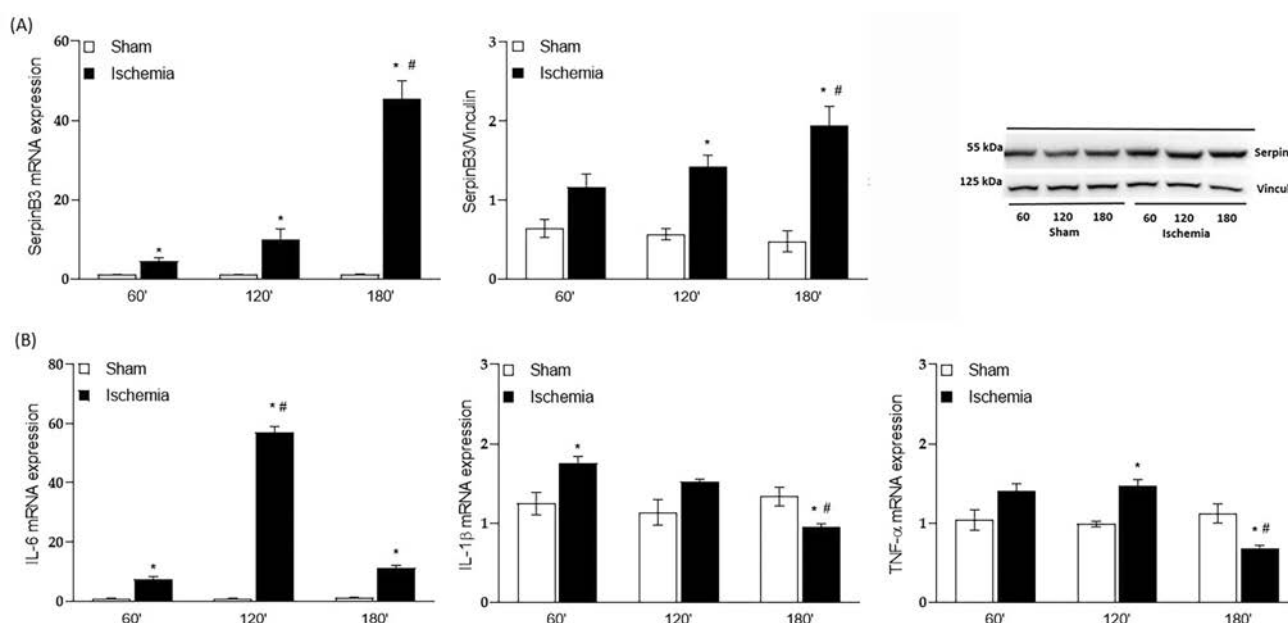 (A)
SerpinB3 mRNA expression
60
40
20
0
Sham
Ischemia
*
*
* #
60'
120'
180'
SerpinB3/Vinculin
3
2
1
0
Sham
Ischemia
*
* #
60'
120'
180'
55 kDa
Serpin
125 kDa
Vincul
60 120 180 60 120 180
Sham Ischemia
(B)
IL-6 mRNA expression
80
60
40
20
0
Sham
Ischemia
*
* #
*
60'
120'
180'
IL-1β mRNA expression
3
2
1
0
Sham
Ischemia
*
* #
60'
120'
180'
TNF-α mRNA expression
3
2
1
0
Sham
Ischemia
*
* #
60'
120'
180'